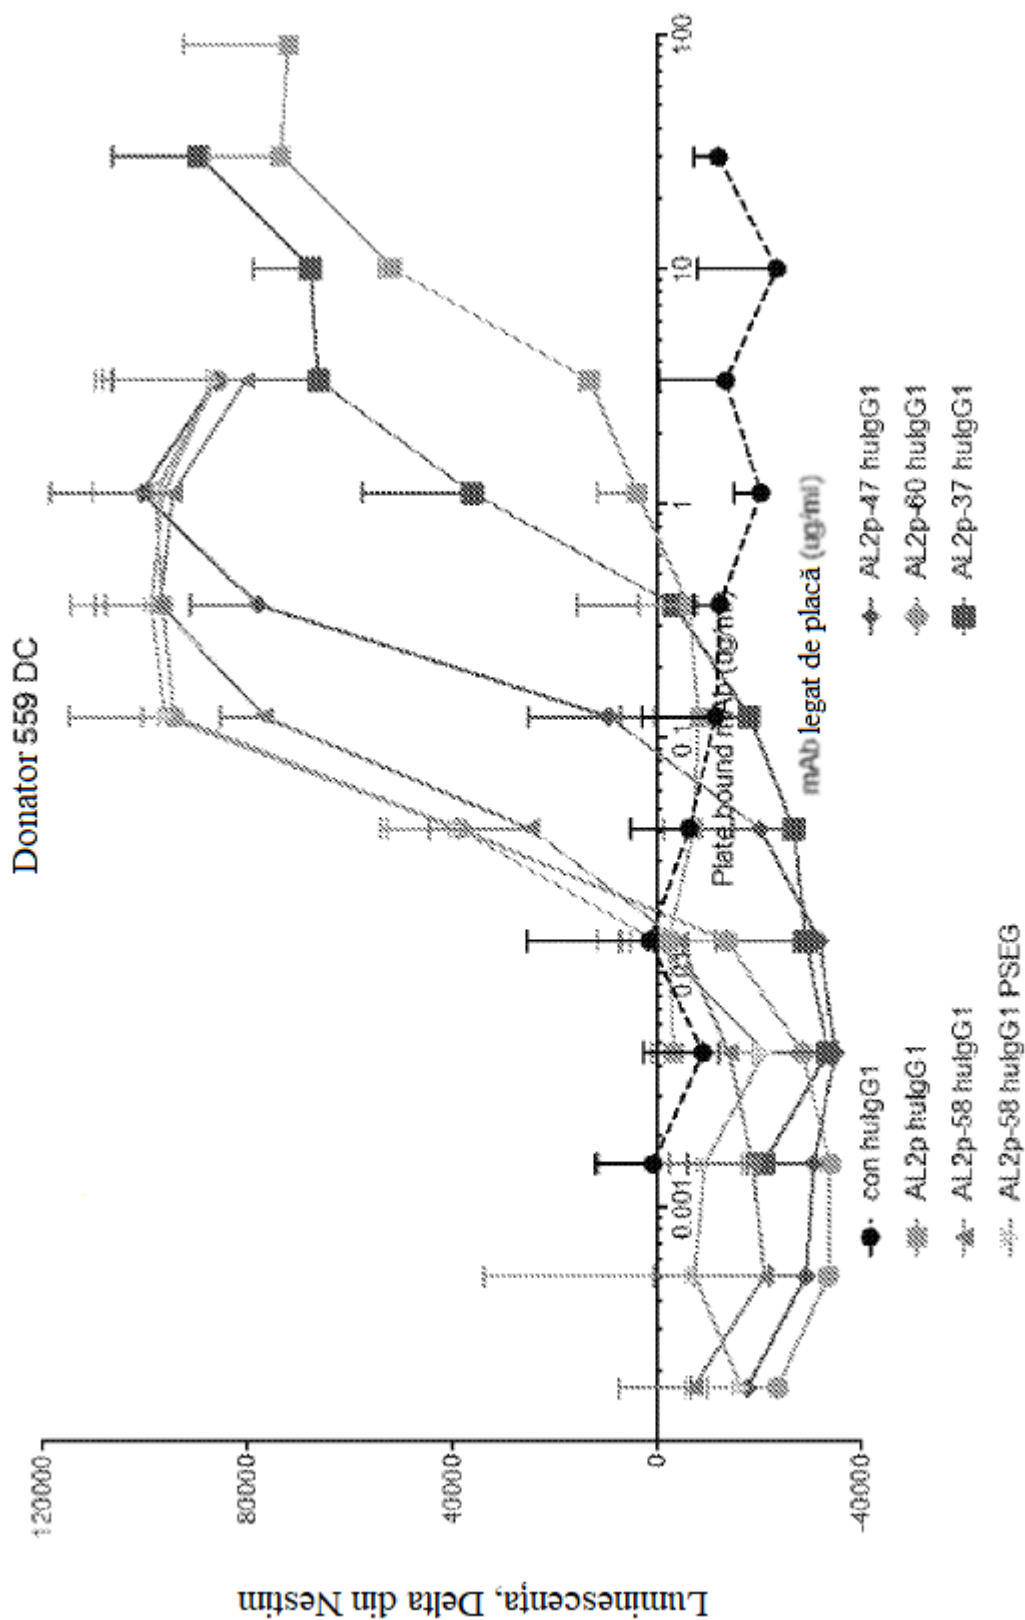 Donator 559 DC
Luminescența, Delta din Nestim
120000
80000
40000
0
-40000
0.001
0.01
0.1
1
10
100
Plate bound mAb (ug/ml)
mAb legat de placă (ug/ml)
con huIgG1
AL2p huIgG1
AL2p-58 huIgG1
AL2p-58 huIgG1 PSEG
AL2p-47 huIgG1
AL2p-60 huIgG1
AL2p-37 huIgG1